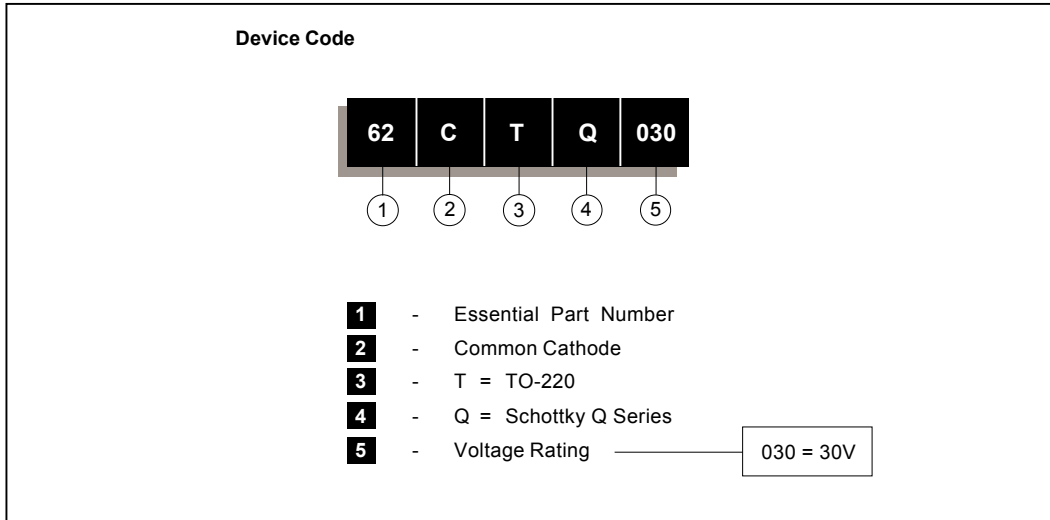 Device Code
62 C T Q 030
1 2 3 4 5
1 - Essential Part Number
2 - Common Cathode
3 - T = TO-220
4 - Q = Schottky Q Series
5 - Voltage Rating 030 = 30V